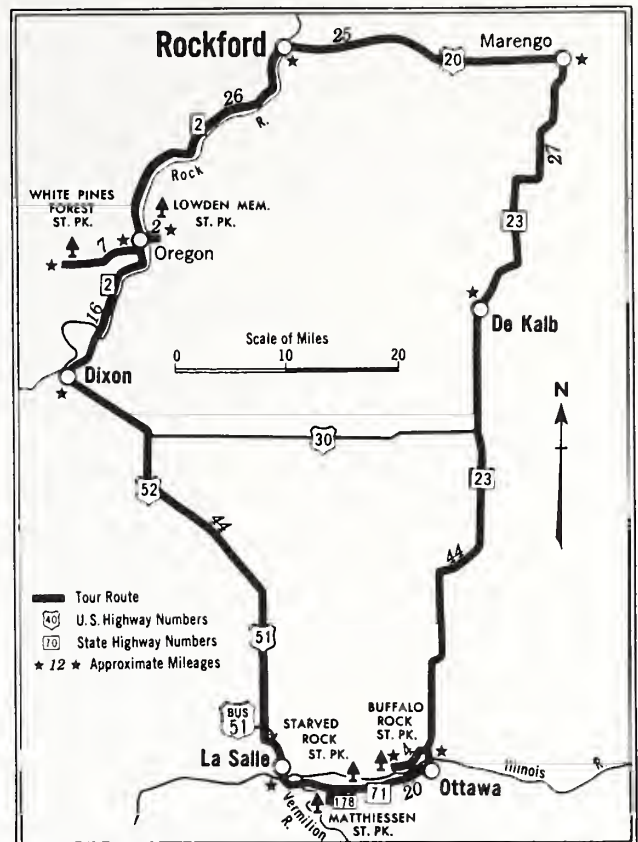 Rockford
25
Marengo
20
26
2
R.
Rock
27
WHITE PINES
FOREST
ST. PK.
LOWDEN MEM.
ST. PK.
2
7
Oregon
23
2
16
De Kalb
Scale of Miles
0 10 20
Dixon
N
30
52
23
44
44
Tour Route
40 U.S. Highway Numbers
70 State Highway Numbers
★ 12 ★ Approximate Mileages
51
BUS
51
STARVED
ROCK
ST. PK.
BUFFALO
ROCK
ST. PK.
4
La Salle
Illinois R.
Ottawa
20
71
178
Vermilion
R.
MATTHIESSEN
ST. PK.